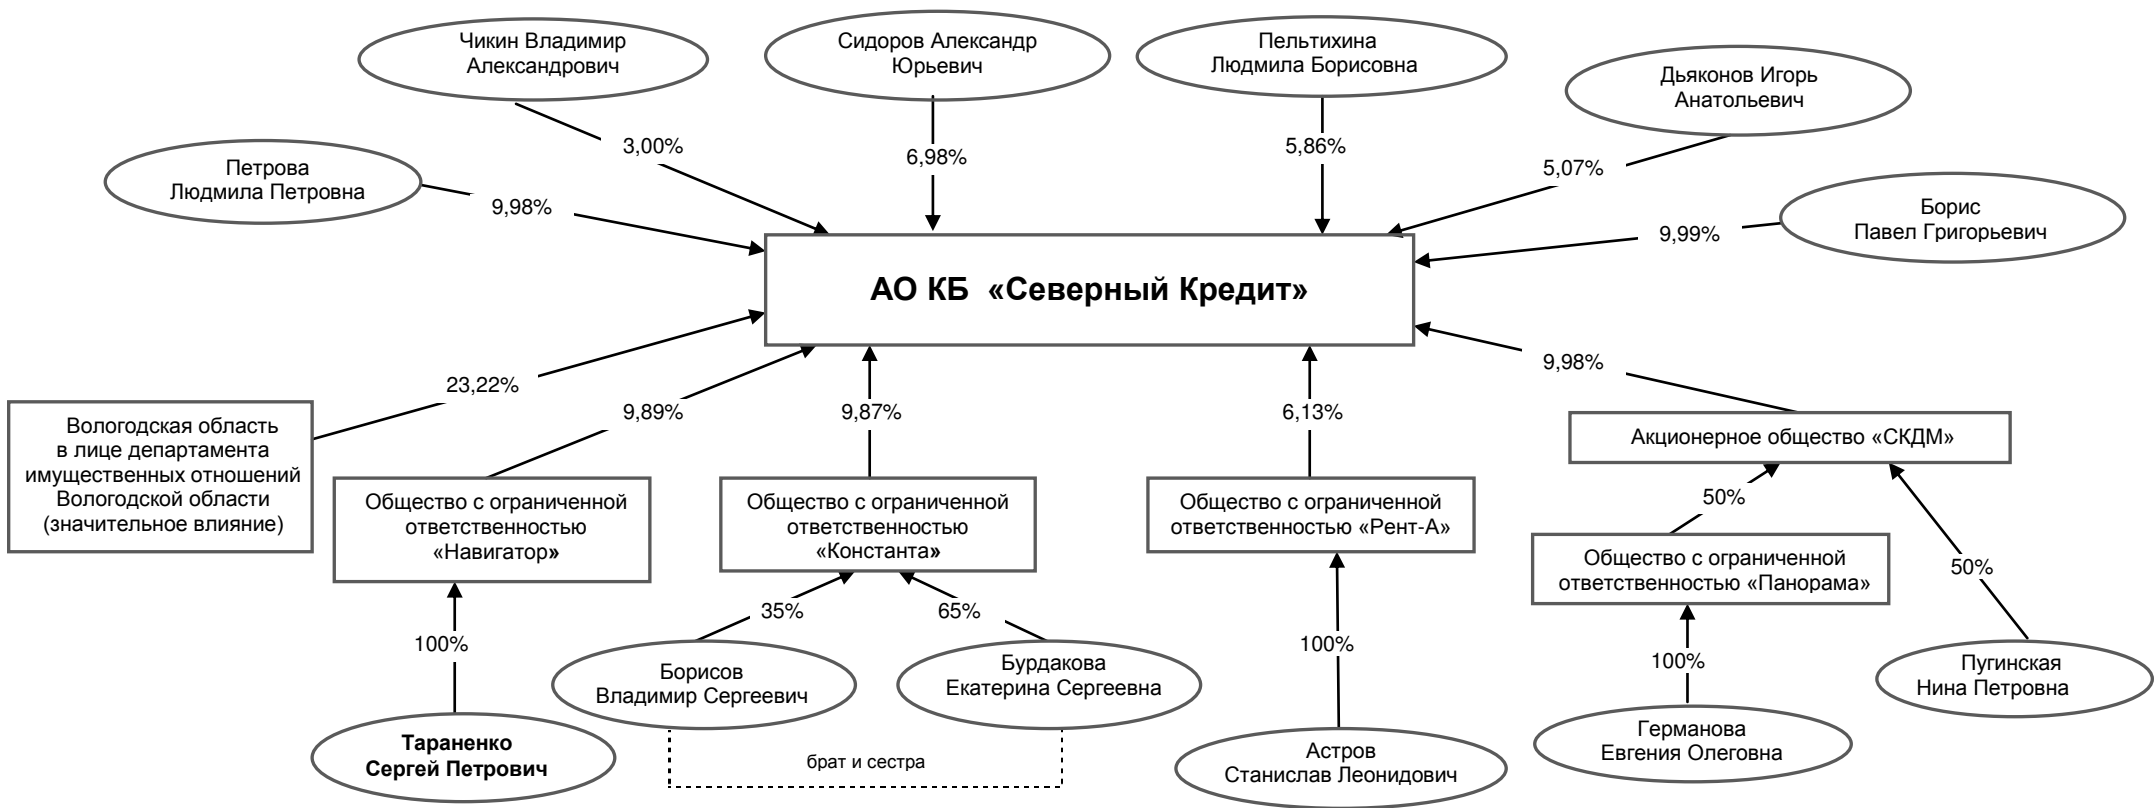 Чикин Владимир
Александрович
Сидоров Александр
Юрьевич
Пельтихина
Людмила Борисовна
Дьяконов Игорь
Анатольевич
3,00%
6,98%
5,86%
5,07%
Петрова
Людмила Петровна
9,98%
Борис
Павел Григорьевич
9,99%
АО КБ «Северный Кредит»
23,22%
9,89%
9,87%
6,13%
9,98%
Вологодская область
в лице департамента
имущественных отношений
Вологодской области
(значительное влияние)
Общество с ограниченной
ответственностью
«Навигатор»
Общество с ограниченной
ответственностью
«Константа»
Общество с ограниченной
ответственностью «Рент-А»
Акционерное общество «СКДМ»
50%
50%
Общество с ограниченной
ответственностью «Панорама»
100%
35%
65%
100%
100%
Тараненко
Сергей Петрович
Борисов
Владимир Сергеевич
Бурдакова
Екатерина Сергеевна
брат и сестра
Астров
Станислав Леонидович
Германова
Евгения Олеговна
Пугинская
Нина Петровна